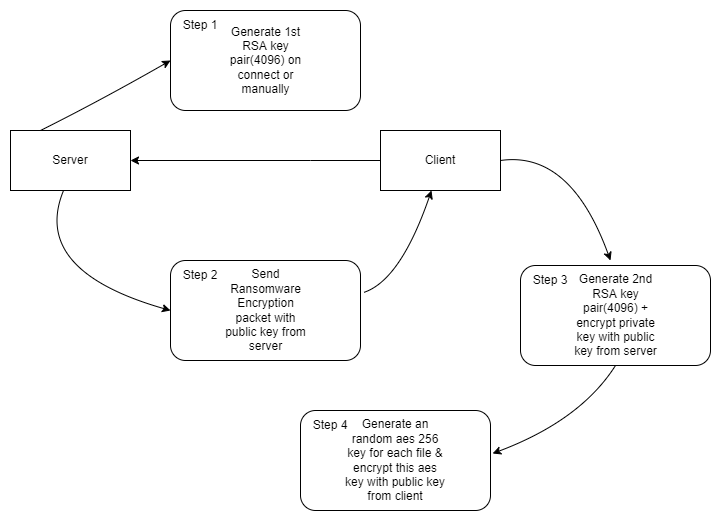 Step 1
Generate 1st
RSA key
pair(4096) on
connect or
manually
Server
Client
Step 2
Send
Ransomware
Encryption
packet with
public key from
server
Step 3
Generate 2nd
RSA key
pair(4096) +
encrypt private
key with public
key from server
Step 4
Generate an
random aes 256
key for each file &
encrypt this aes
key with public key
from client